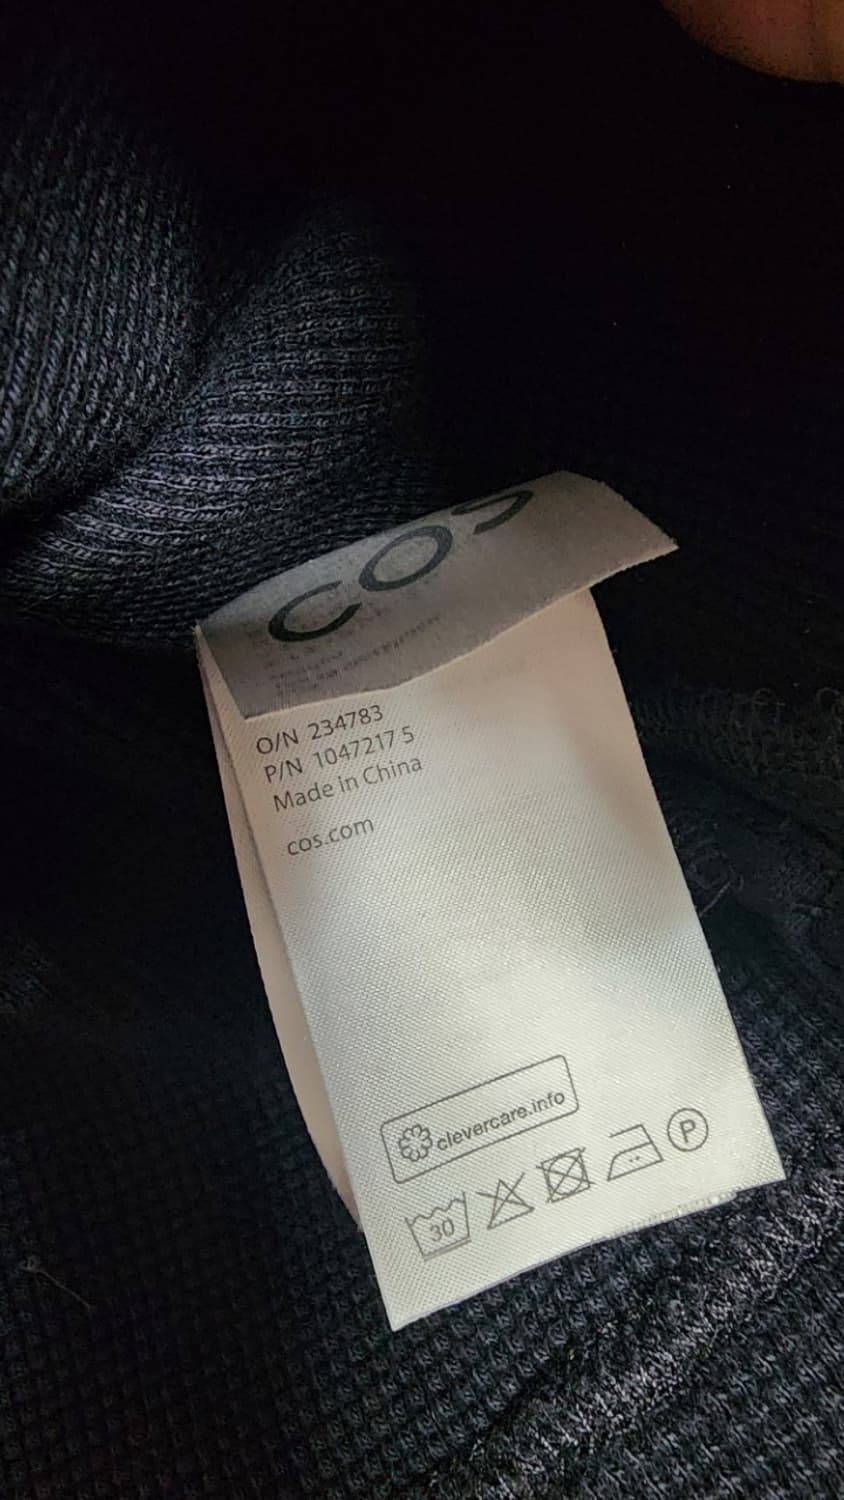 COS
O/N 234783
P/N 1047217 5
Made in China
cos.com
clevercare.info
30
P